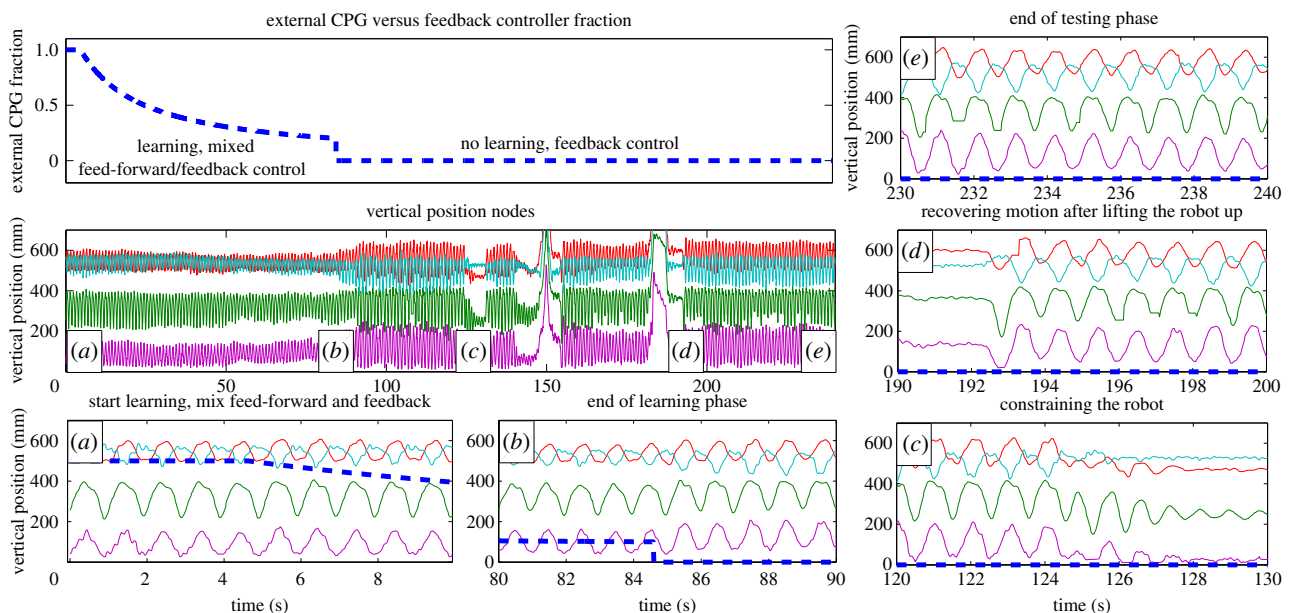 external CPG versus feedback controller fraction
external CPG fraction
1.0
0.5
0
learning, mixed
feed-forward/feedback control
no learning, feedback control
end of testing phase
vertical position (mm)
600
400
200
0
(e)
230 232 234 236 238 240
vertical position nodes
vertical position (mm)
600
400
200
(a) (b) (c) (d) (e)
0 50 100 150 200
recovering motion after lifting the robot up
600
400
200
0
(d)
190 192 194 196 198 200
start learning, mix feed-forward and feedback
vertical position (mm)
600
400
200
0
(a)
2 4 6 8
time (s)
end of learning phase
600
400
200
0
(b)
80 82 84 86 88 90
time (s)
constraining the robot
600
400
200
0
(c)
120 122 124 126 128 130
time (s)